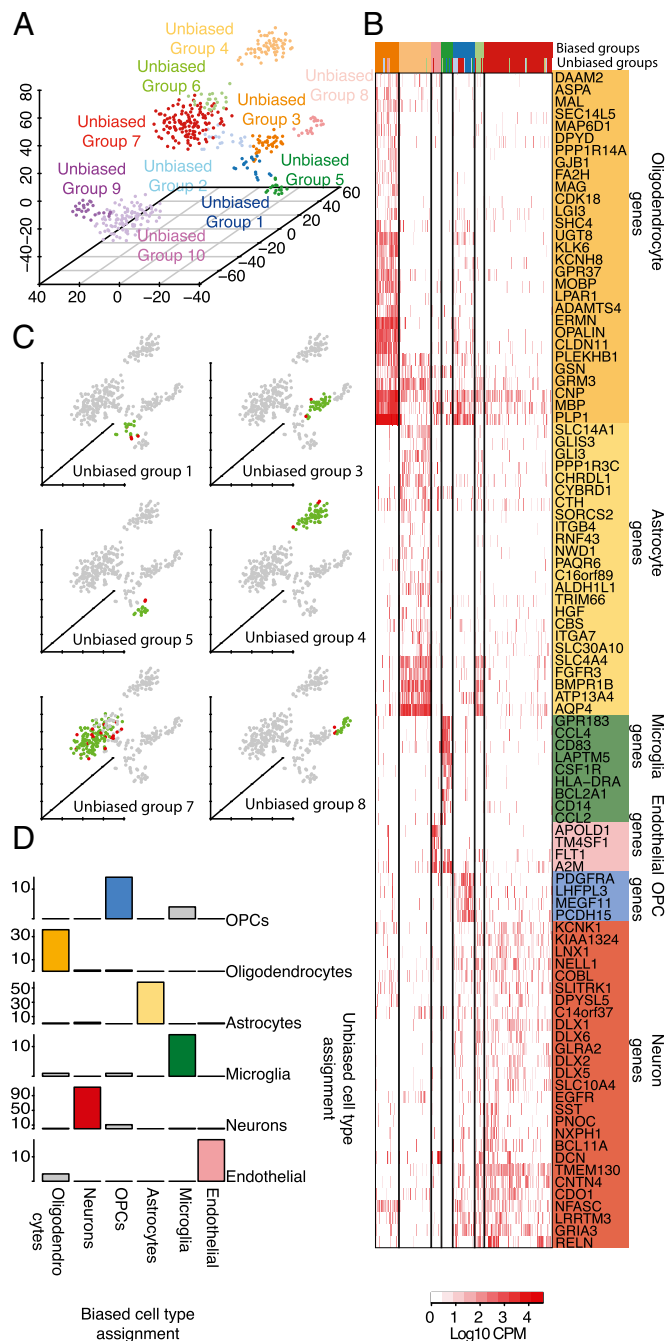 A
Unbiased
Group 4
Unbiased
Group 6
Unbiased
Group 8
Unbiased
Group 3
Unbiased
Group 7
Unbiased
Group 5
Unbiased
Group 2
Unbiased
Group 9
Unbiased
Group 1
Unbiased
Group 10
80
60
40
20
0
−20
−40
40
20
0
−20
−40
−60
−40
−20
0
20
40
60
B
Biased groups
Unbiased groups
DAAM2
ASPA
MAL
SEC14L5
MAP6D1
DPYD
PPP1R14A
GJB1
FA2H
MAG
CDK18
LGI3
SHC4
UGT8
KLK6
KCNH8
GPR37
MOBP
LPAR1
ADAMTS4
ERMN
OPALIN
CLDN11
PLEKHB1
GSN
GRM3
CNP
MBP
PLP1
Oligodendrocyte
genes
SLC14A1
GLIS3
GLI3
PPP1R3C
CHRDL1
CYBRD1
CTH
SORCS2
ITGB4
RNF43
NWD1
PAQR6
C16orf89
ALDH1L1
TRIM66
HGF
CBS
ITGA7
SLC30A10
SLC4A4
FGFR3
BMPR1B
ATP13A4
AQP4
Astrocyte
genes
GPR183
CCL4
CD83
LAPTM5
CSF1R
HLA−DRA
BCL2A1
CD14
CCL2
Microglia
genes
APOLD1
TM4SF1
FLT1
A2M
Endothelial
genes
PDGFRA
LHFPL3
MEGF11
PCDH15
OPC
genes
KCNK1
KIAA1324
LNX1
NELL1
COBL
SLITRK1
DPYSL5
C14orf37
DLX1
DLX6
GLRA2
DLX2
DLX5
SLC10A4
EGFR
SST
PNOC
NXPH1
BCL11A
DCN
TMEM130
CNTN4
CDO1
NFASC
LRRTM3
GRIA3
RELN
Neuron
genes
0 1 2 3 4
Log10 CPM
C
Unbiased group 1
Unbiased group 3
Unbiased group 5
Unbiased group 4
Unbiased group 7
Unbiased group 8
D
10
OPCs
30
10
Oligodendrocytes
50
30
10
Astrocytes
10
Microglia
90
50
10
Neurons
10
Endothelial
Oligodendro
cytes
Neurons
OPCs
Astrocytes
Microglia
Endothelial
Biased cell type
assignment
Unbiased cell type
assignment